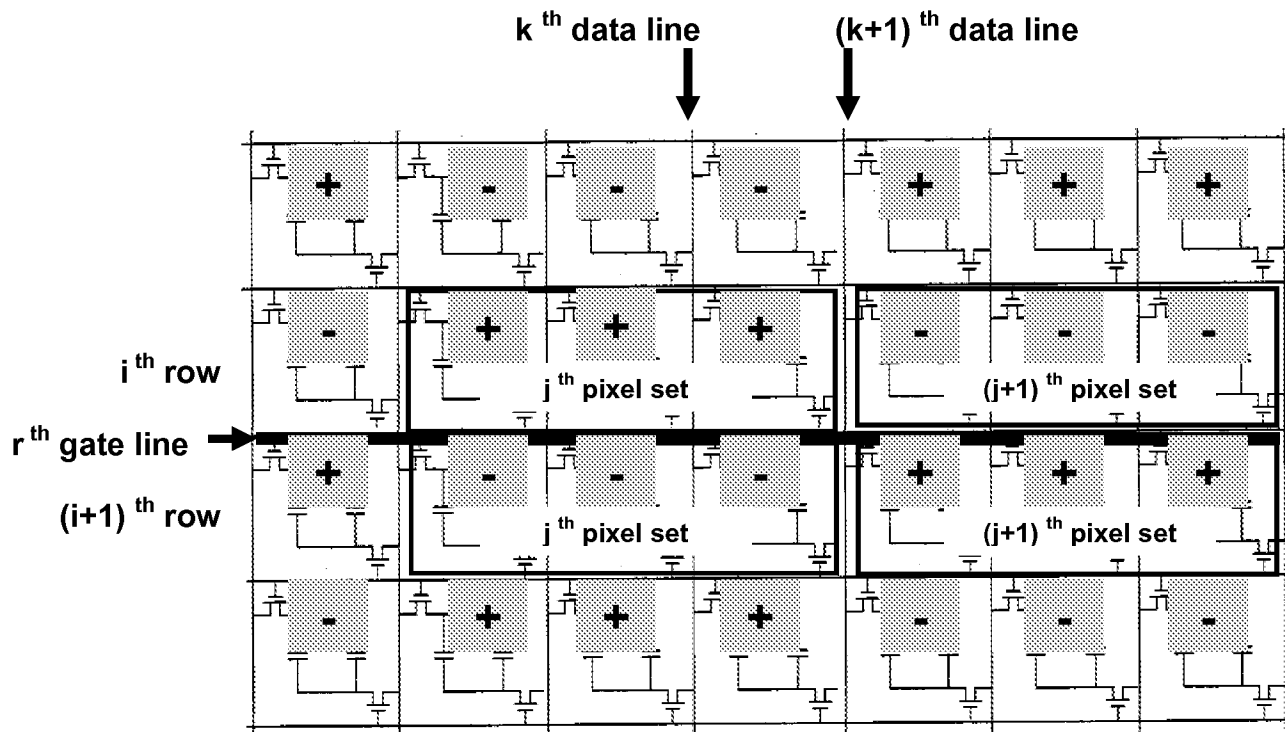 k th data line (k+1) th data line
+ - - - + + +
i th row - + + + - - -
j th pixel set (j+1) th pixel set
r th gate line
(i+1) th row + - - - + + +
j th pixel set (j+1) th pixel set
- + + + - - -